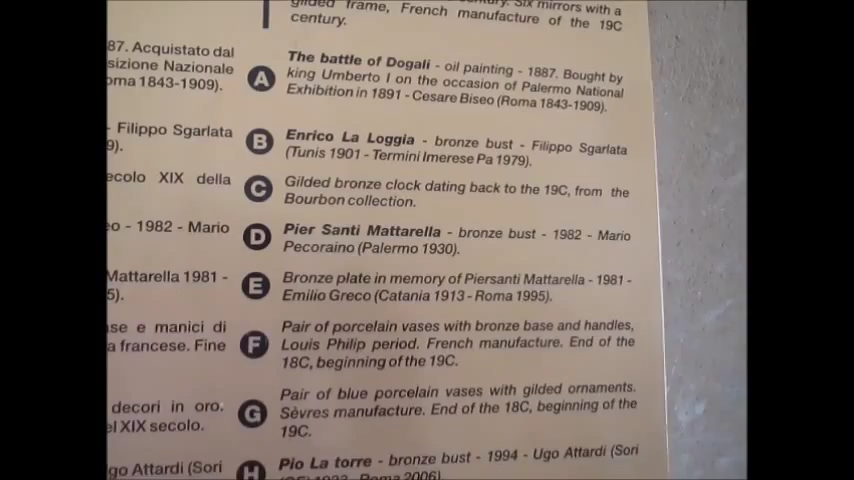 gilded frame, French manufacture of the 19C
century.
87. Acquistato dal
sizione Nazionale
oma 1843-1909).
A
The battle of Dogali - oil painting - 1887. Bought by
king Umberto I on the occasion of Palermo National
Exhibition in 1891 - Cesare Biseo (Roma 1843-1909).
- Filippo Sgarlata
9).
B
Enrico La Loggia - bronze bust - Filippo Sgarlata
(Tunis 1901 - Termini Imerese Pa 1979).
ecolo XIX della
C
Gilded bronze clock dating back to the 19C, from the
Bourbon collection.
eo - 1982 - Mario
D
Pier Santi Mattarella - bronze bust - 1982 - Mario
Pecoraino (Palermo 1930).
Mattarella 1981 -
5).
E
Bronze plate in memory of Piersanti Mattarella - 1981 -
Emilio Greco (Catania 1913 - Roma 1995).
ase e manici di
a francese. Fine
F
Pair of porcelain vases with bronze base and handles,
Louis Philip period. French manufacture. End of the
18C, beginning of the 19C.
decori in oro.
el XIX secolo.
G
Pair of blue porcelain vases with gilded ornaments.
Sèvres manufacture. End of the 18C, beginning of the
19C.
go Attardi (Sori
H
Pio La torre - bronze bust - 1994 - Ugo Attardi (Sori
Roma 2006)